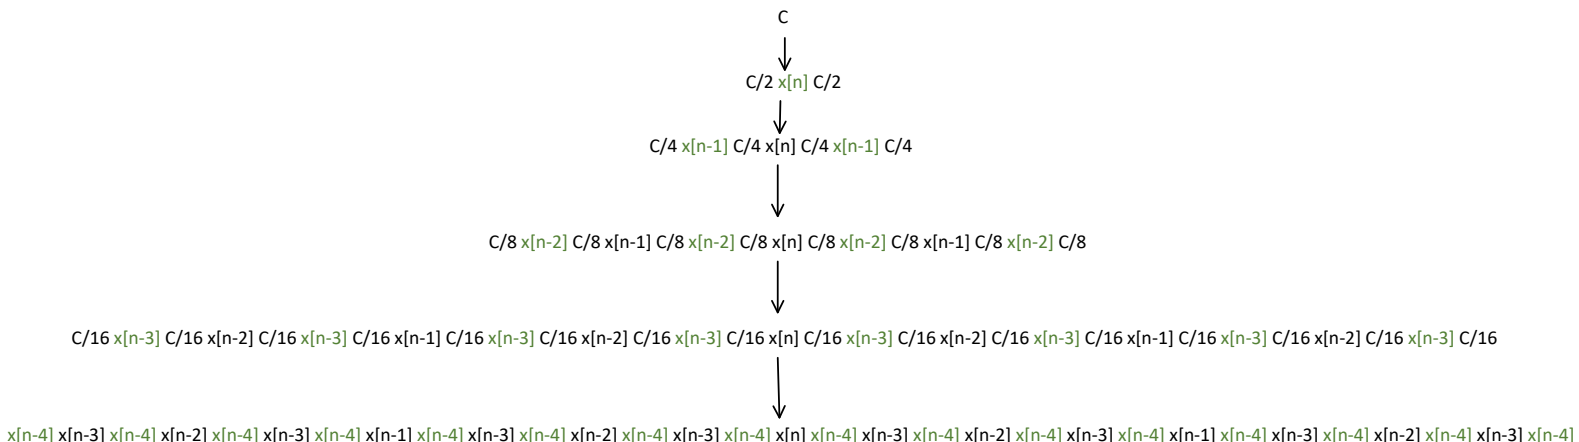 C
C/2 x[n] C/2
C/4 x[n-1] C/4 x[n] C/4 x[n-1] C/4
C/8 x[n-2] C/8 x[n-1] C/8 x[n-2] C/8 x[n] C/8 x[n-2] C/8 x[n-1] C/8 x[n-2] C/8
C/16 x[n-3] C/16 x[n-2] C/16 x[n-3] C/16 x[n-1] C/16 x[n-3] C/16 x[n-2] C/16 x[n-3] C/16 x[n] C/16 x[n-3] C/16 x[n-2] C/16 x[n-3] C/16 x[n-1] C/16 x[n-3] C/16 x[n-2] C/16 x[n-3] C/16
x[n-4] x[n-3] x[n-4] x[n-2] x[n-4] x[n-3] x[n-4] x[n-1] x[n-4] x[n-3] x[n-4] x[n-2] x[n-4] x[n-3] x[n-4] x[n] x[n-4] x[n-3] x[n-4] x[n-2] x[n-4] x[n-3] x[n-4] x[n-1] x[n-4] x[n-3] x[n-4] x[n-2] x[n-4] x[n-3] x[n-4]